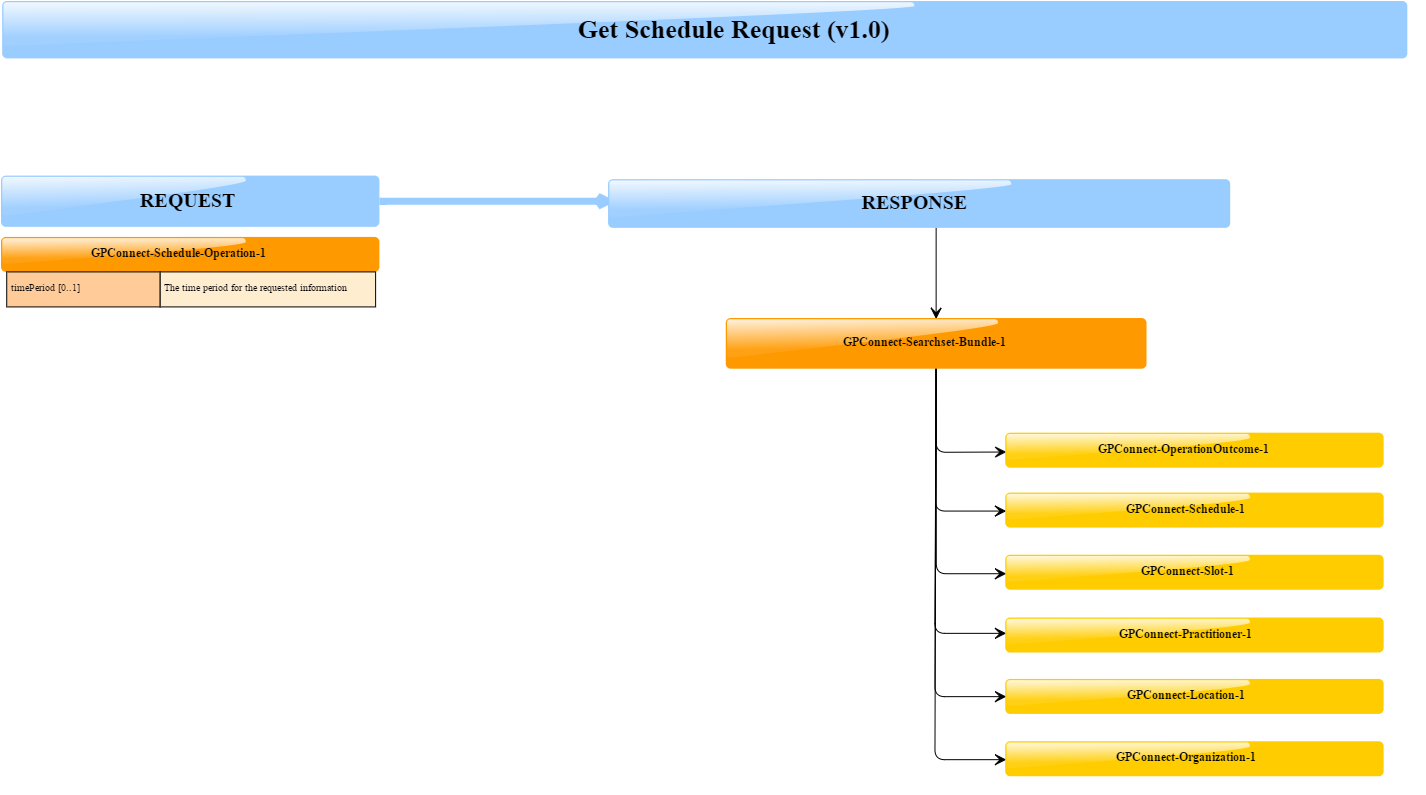 Get Schedule Request (v1.0)
REQUEST
RESPONSE
GPConnect-Schedule-Operation-1
timePeriod [0..1]
The time period for the requested information
GPConnect-Searchset-Bundle-1
GPConnect-OperationOutcome-1
GPConnect-Schedule-1
GPConnect-Slot-1
GPConnect-Practitioner-1
GPConnect-Location-1
GPConnect-Organization-1